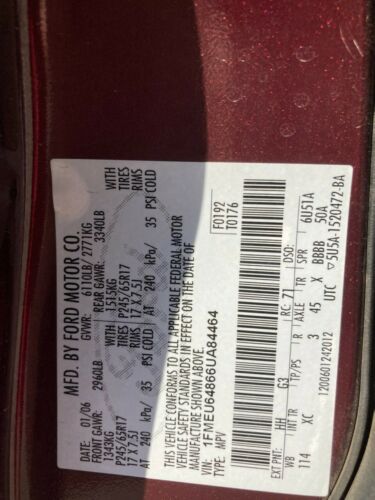 MFD. BY FORD MOTOR CO.
DATE: 01/06 GVWR: 6110LB/ 2771KG
FRONT GAWR: 2960LB REAR GAWR: 3340LB
1343KG WITH 1515KG WITH
P245/65R17 TIRES P245/65R17 TIRES
17 X 7.5J RIMS 17 X 7.5J RIMS
AT 240 kPa/ 35 PSI COLD AT 240 kPa/ 35 PSI COLD
THIS VEHICLE CONFORMS TO ALL APPLICABLE FEDERAL MOTOR
VEHICLE SAFETY STANDARDS IN EFFECT ON THE DATE OF
MANUFACTURE SHOWN ABOVE.
1FMEU64866UA84464
TYPE: MPV
F0192
T0176
EXT PNT: HH G3 RC: 71 DSO:
WB INT TR TP/PS R AXLE TR SPR 6U51A
114 XC 3 45 X BBBB 50A
UTC 5U5A-1520472-BA
1200601242012